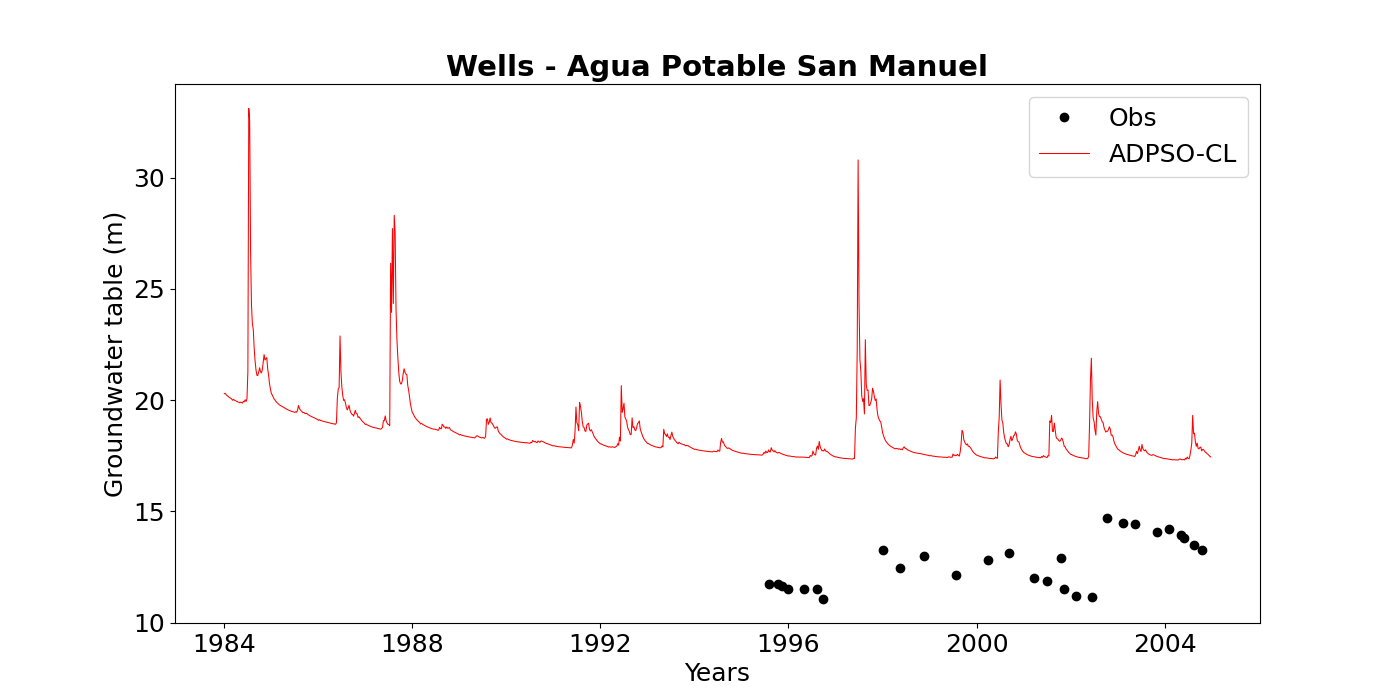 Wells - Agua Potable San Manuel
Obs
ADPSO-CL
Groundwater table (m)
30
25
20
15
10
1984 1988 1992 1996 2000 2004
Years